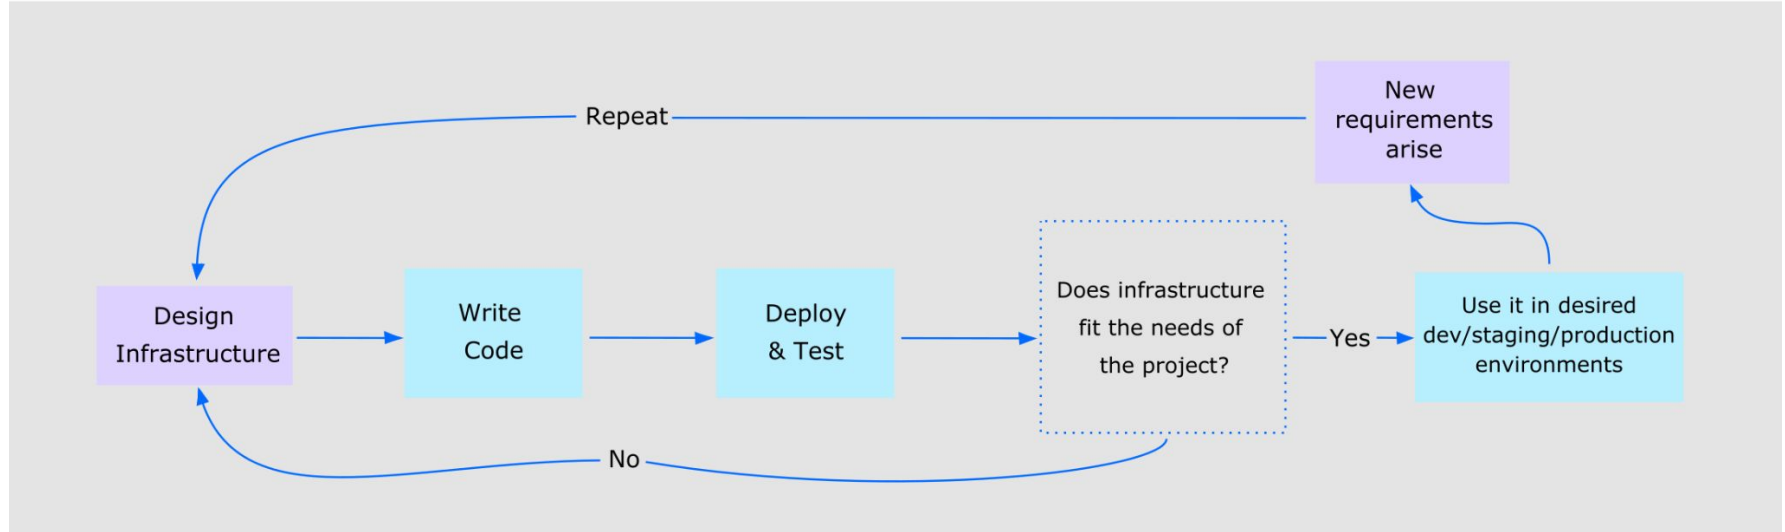 Repeat
New
requirements
arise
Design
Infrastructure
Write
Code
Deploy
& Test
Does infrastructure
fit the needs of
the project?
Yes
Use it in desired
dev/staging/production
environments
No